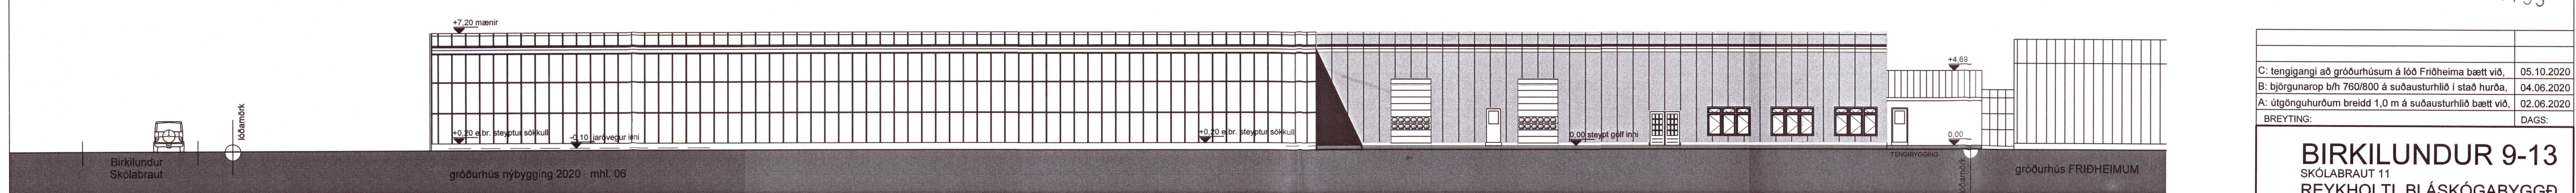 +7,20 mænir
lóðamörk
+0,20 e.br. steyptur sökkull
-0,10 jarðvegur inni
+0,20 e.br. steyptur sökkull
0,00 steypt gólf inni
+4,69
0,00
TENGIBYGGING
lóðamörk
Birkilundur
Skólabraut
gróðurhús nýbygging 2020 mhl. 06
gróðurhús FRIÐHEIMUM
C: tengigangi að gróðurhúsum á lóð Friðheima bætt við, 05.10.2020
B: björgunarop b/h 760/800 á suðausturhlið í stað hurða, 04.06.2020
A: útgönguhurðum breidd 1,0 m á suðausturhlið bætt við, 02.06.2020
BREYTING: DAGS:
BIRKILUNDUR 9-13
SKÓLABRAUT 11
REYKHOLTI, BLÁSKÓGABYGGÐ